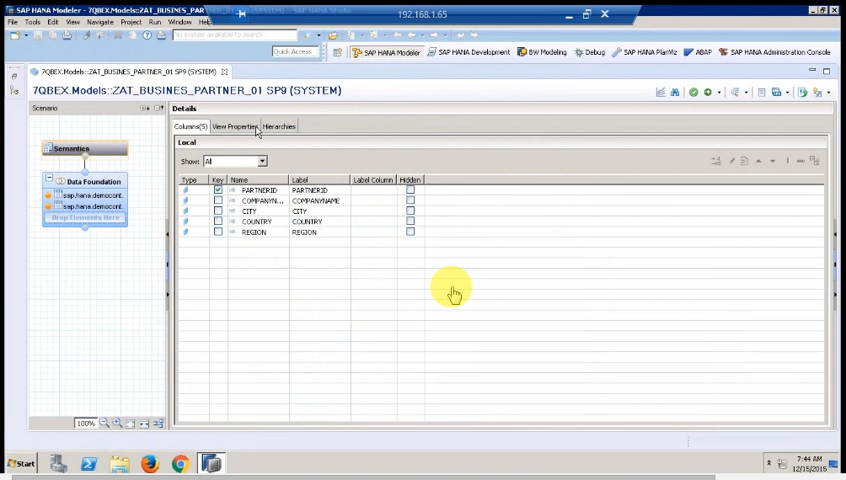 SAP HANA Modeler - 7QBEX.Models::ZAT_BUSINES_PART
192.168.1.65
File Tools Edit View Navigate Project Run Window
Quick Access
SAP HANA Modeler SAP HANA Development BW Modeling Debug SAP HANA PlanViz ABAP SAP HANA Administration Console
7QBEX.Models::ZAT_BUSINES_PARTNER_01 SP9 (SYSTEM)
7QBEX.Models::ZAT_BUSINES_PARTNER_01 SP9 (SYSTEM)
Scenario
Details
Columns(5) View Properties Hierarchies
Local
Show: All
Semantics
Data Foundation
sap.hana.democont.
sap.hana.democont.
Drop Elements Here
Type Key Name Label Label Column Hidden
PARTNERID PARTNERID
COMPANYN... COMPANYNAME
CITY CITY
COUNTRY COUNTRY
REGION REGION
100%
Start
7:44 AM
12/15/2015